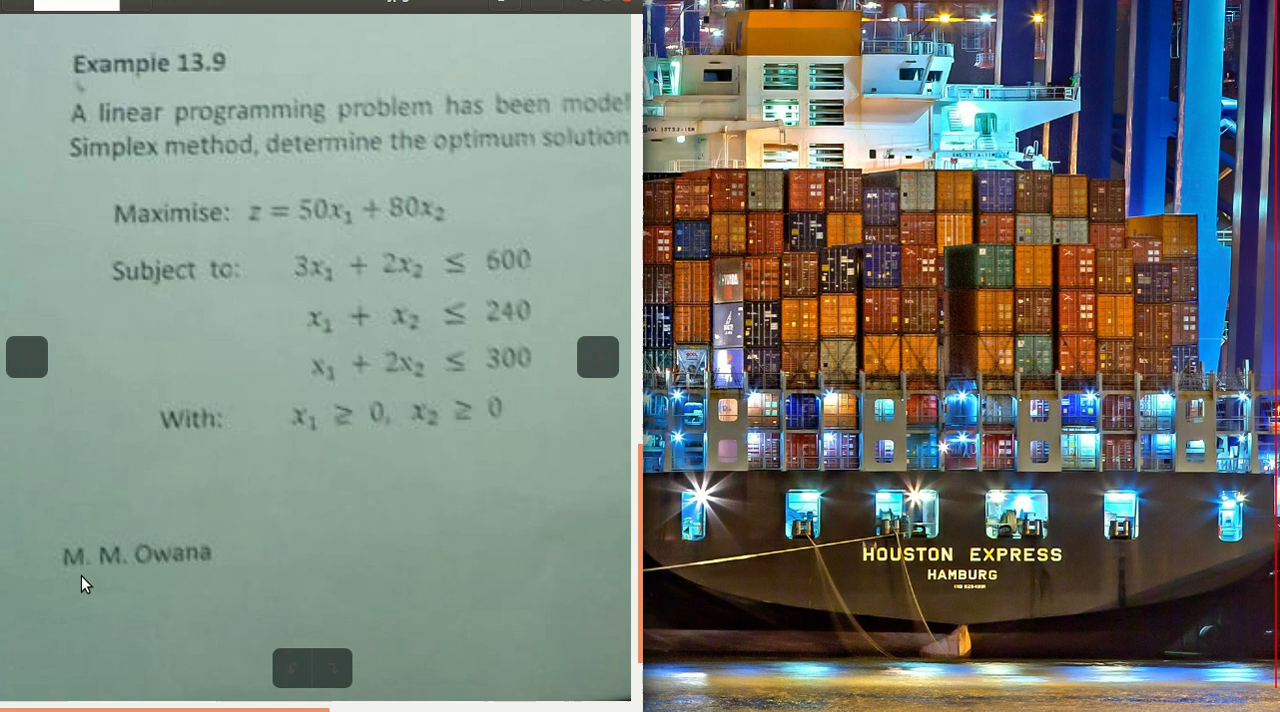 Example 13.9
A linear programming problem has been model
Simplex method, determine the optimum solution
Maximise: z = 50x₁ + 80x₂
Subject to: 3x₁ + 2x₂ ≤ 600
x₁ + x₂ ≤ 240
x₁ + 2x₂ ≤ 300
With: x₁ ≥ 0, x₂ ≥ 0
M. M. Owana
HOUSTON EXPRESS
HAMBURG